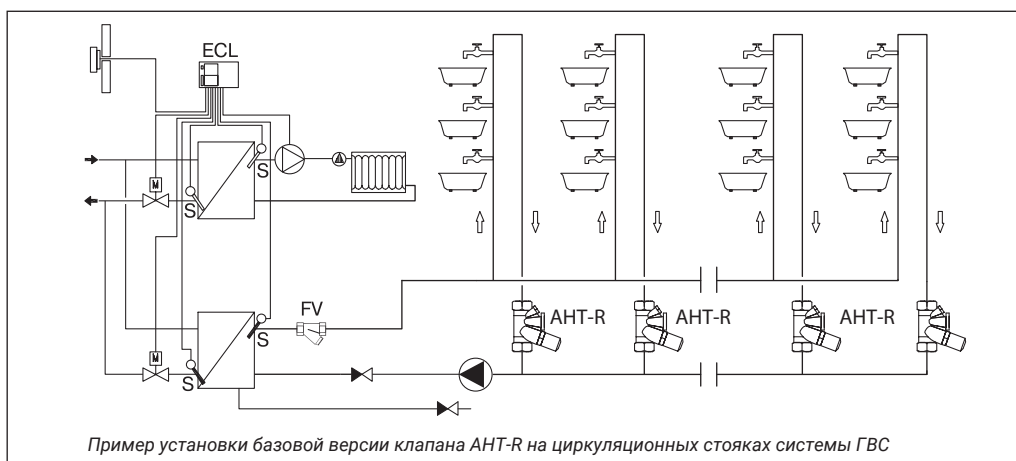 ECL
S
M
S
FV
AHT-R
AHT-R
AHT-R
S
M
S
Пример установки базовой версии клапана AHT-R на циркуляционных стояках системы ГВС